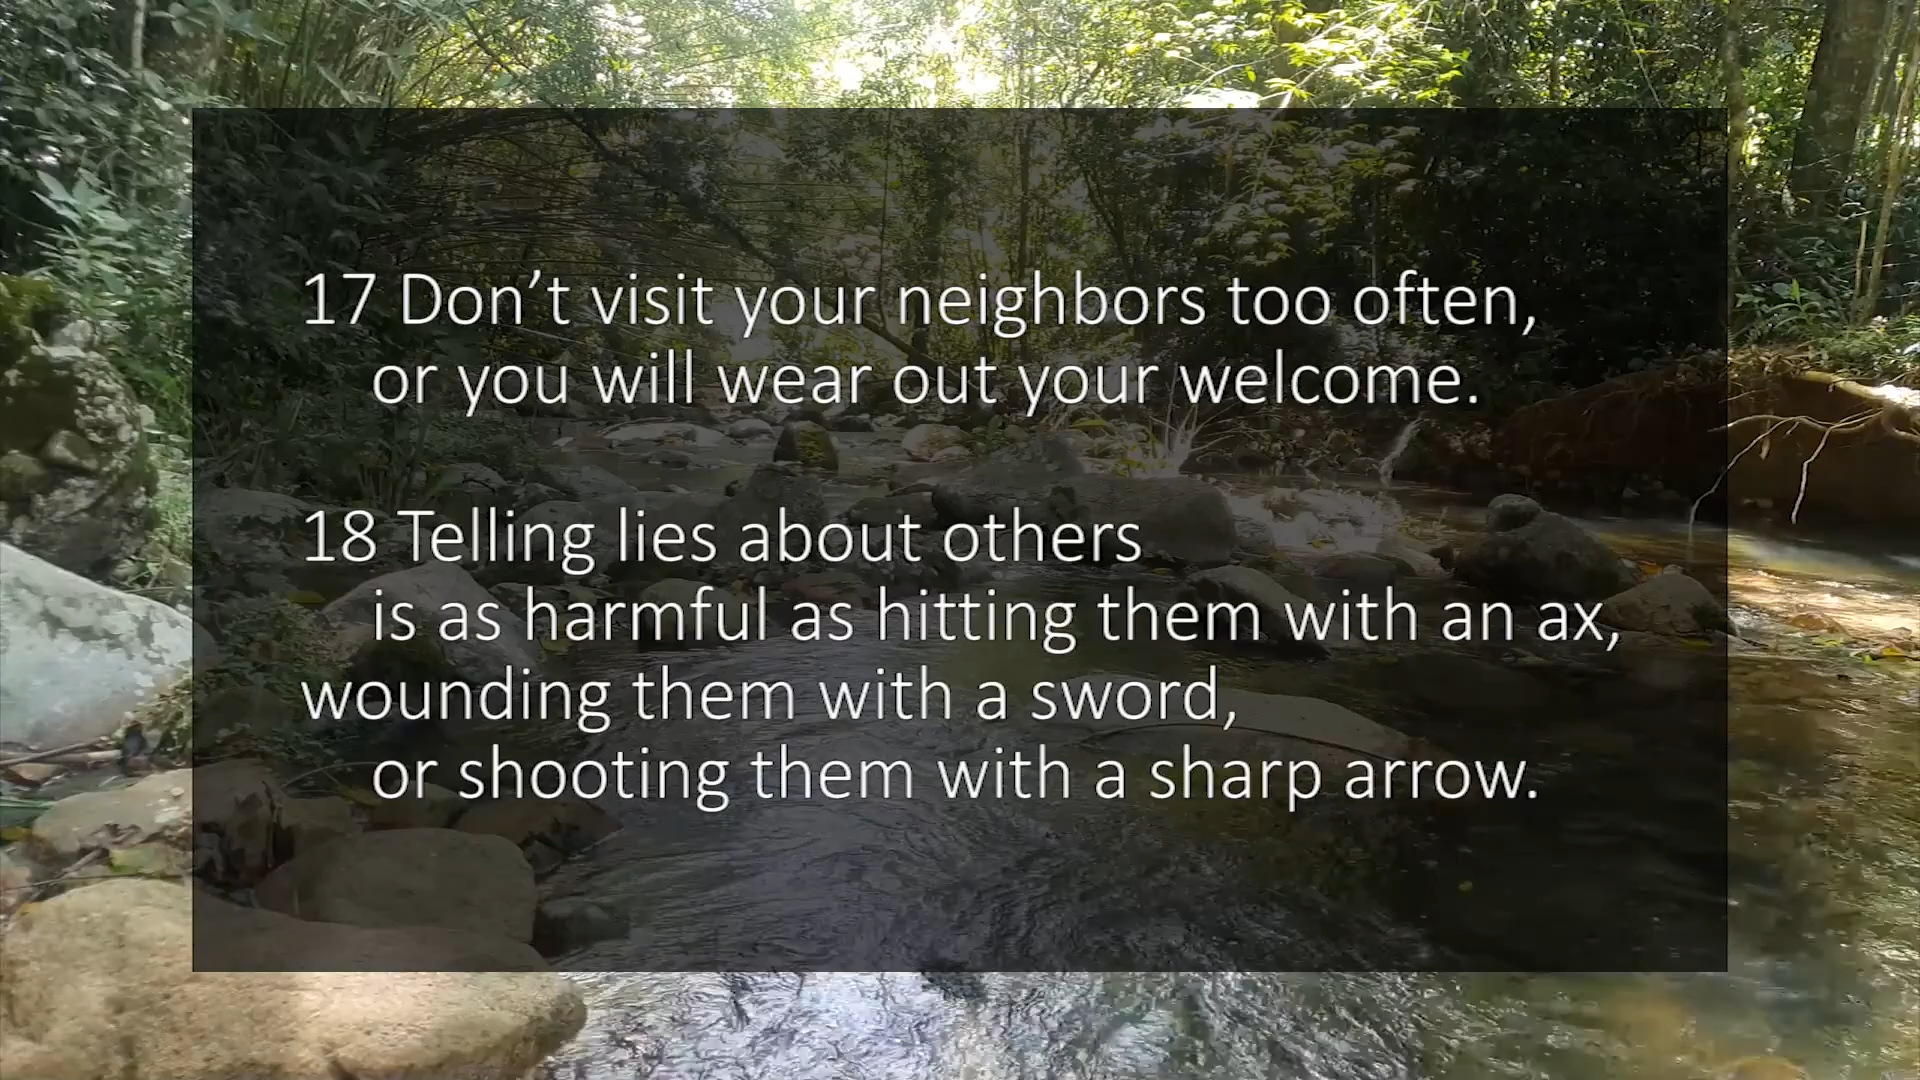 17 Don’t visit your neighbors too often,
or you will wear out your welcome.
18 Telling lies about others
is as harmful as hitting them with an ax,
wounding them with a sword,
or shooting them with a sharp arrow.